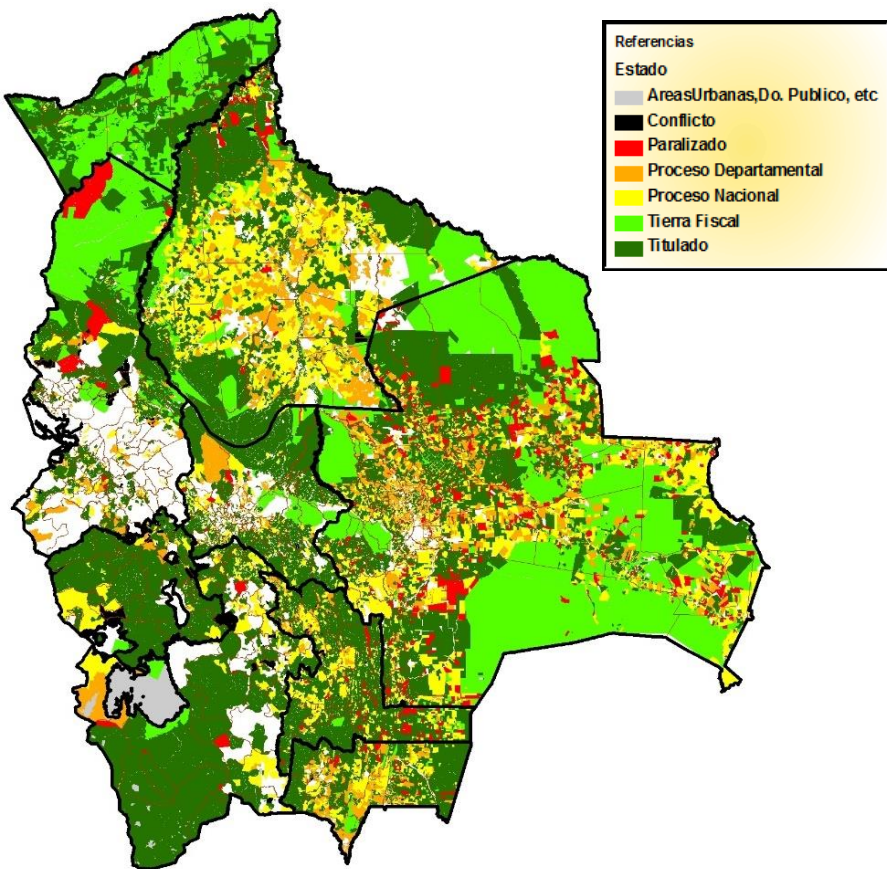 Referencias
Estado
AreasUrbanas,Do. Publico, etc
Conflicto
Paralizado
Proceso Departamental
Proceso Nacional
Tierra Fiscal
Titulado